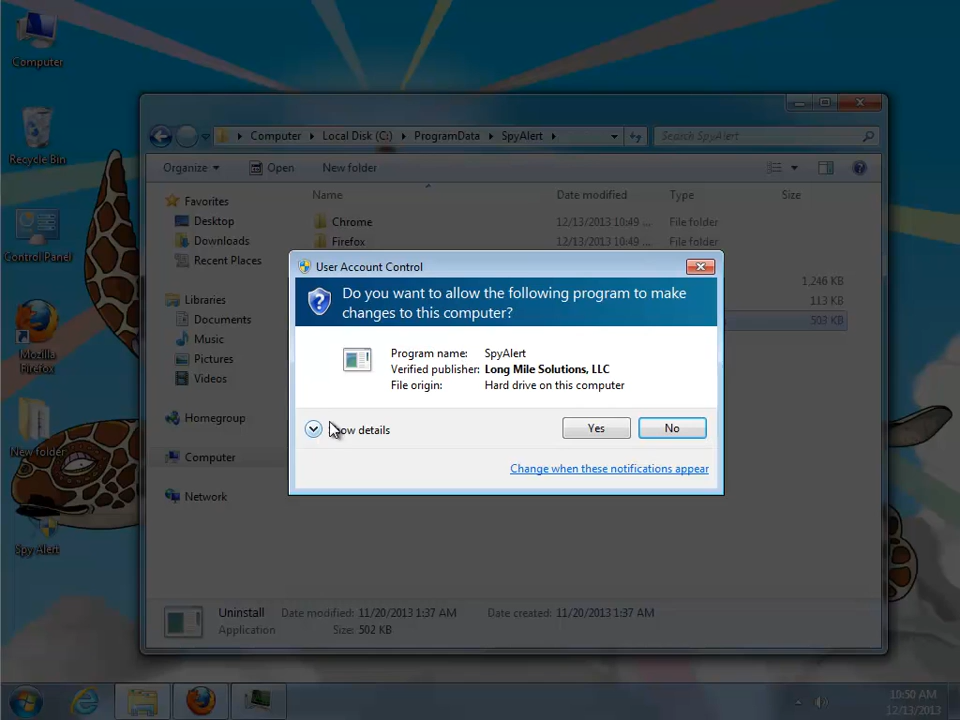 Computer
Recycle Bin
Control Panel
Mozilla
Firefox
New folder
Spy Alert
Computer
Local Disk (C:)
ProgramData
SpyAlert
Search SpyAlert
Organize
Open
New folder
Name
Date modified
Type
Size
Favorites
Desktop
Downloads
Recent Places
Libraries
Documents
Music
Pictures
Videos
Homegroup
Computer
Network
Chrome
12/13/2013 10:49 ...
File folder
Firefox
12/13/2013 10:49 ...
File folder
1,246 KB
113 KB
503 KB
User Account Control
Do you want to allow the following program to make
changes to this computer?
Program name: SpyAlert
Verified publisher: Long Mile Solutions, LLC
File origin: Hard drive on this computer
details
Yes
No
Change when these notifications appear
Uninstall
Date modified: 11/20/2013 1:37 AM
Date created: 11/20/2013 1:37 AM
Application
Size: 502 KB
10:50 AM
12/13/2013